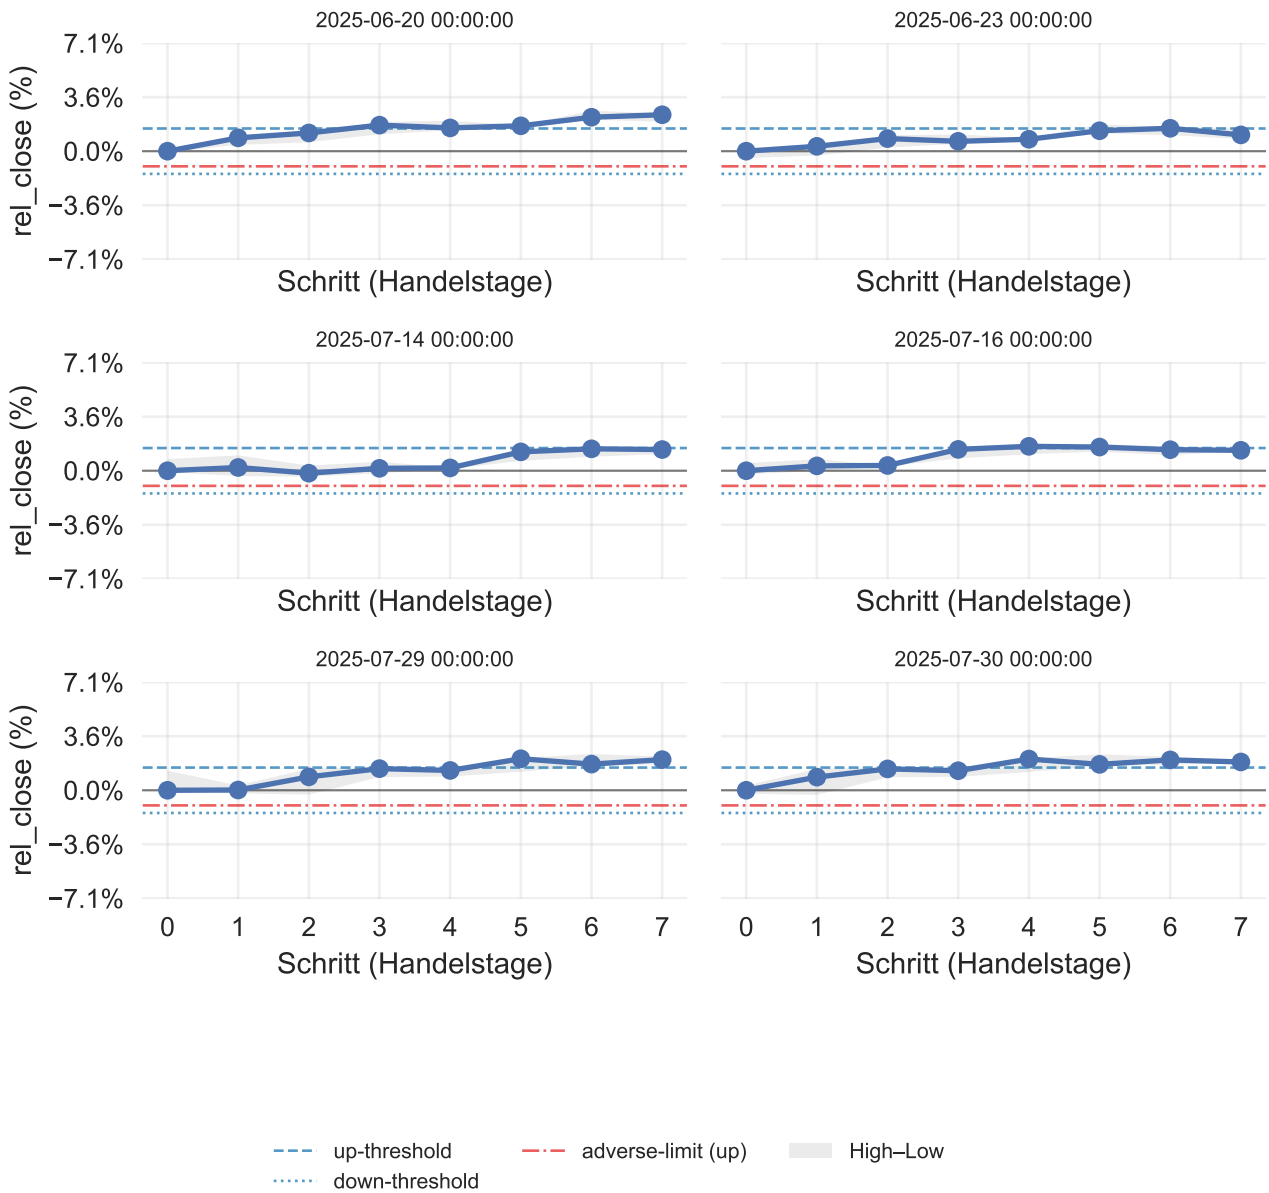 2025-06-20 00:00:00
7.1%
3.6%
0.0%
−3.6%
−7.1%
rel_close (%)
Schritt (Handelstage)
2025-06-23 00:00:00
Schritt (Handelstage)
2025-07-14 00:00:00
7.1%
3.6%
0.0%
−3.6%
−7.1%
rel_close (%)
Schritt (Handelstage)
2025-07-16 00:00:00
Schritt (Handelstage)
2025-07-29 00:00:00
7.1%
3.6%
0.0%
−3.6%
−7.1%
rel_close (%)
0 1 2 3 4 5 6 7
Schritt (Handelstage)
2025-07-30 00:00:00
0 1 2 3 4 5 6 7
Schritt (Handelstage)
up-threshold
down-threshold
adverse-limit (up)
High–Low